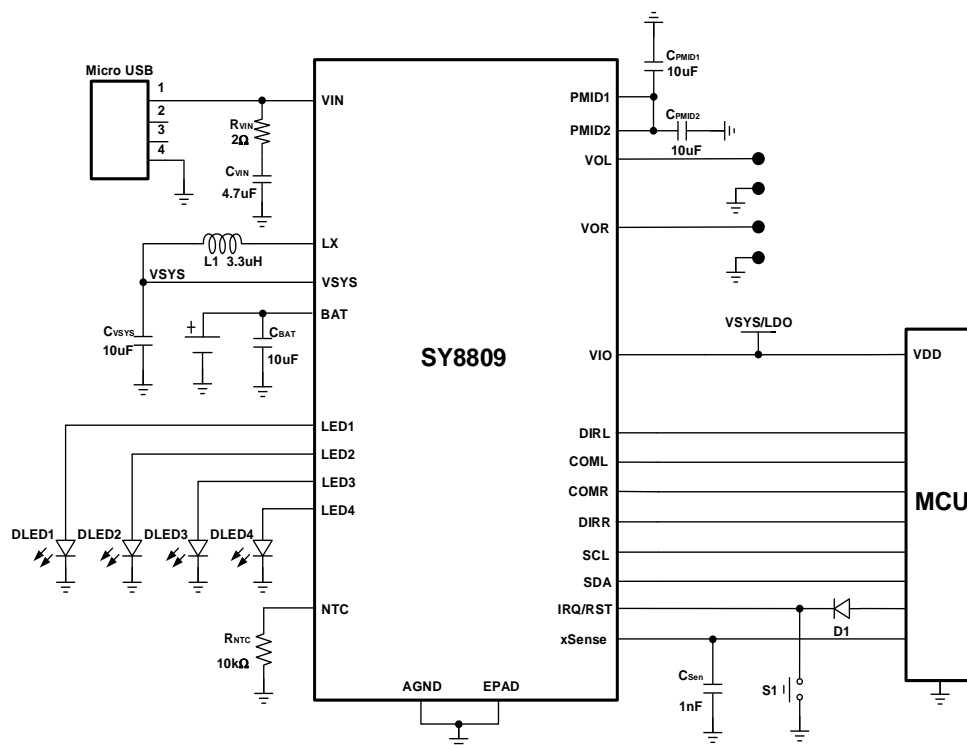 Micro USB
1
2
3
4
RVIN
2Ω
CVIN
4.7uF
L1 3.3uH
VSYS
CVSYS
10uF
+
CBAT
10uF
DLED1
DLED2
DLED3
DLED4
RNTC
10kΩ
VIN
LX
VSYS
BAT
LED1
LED2
LED3
LED4
NTC
AGND
EPAD
SY8809
PMID1
PMID2
VOL
VOR
VIO
DIRL
COML
COMR
DIRR
SCL
SDA
IRQ/RST
xSense
CPMID1
10uF
CPMID2
10uF
VSYS/LDO
D1
CSen
1nF
S1
VDD
MCU